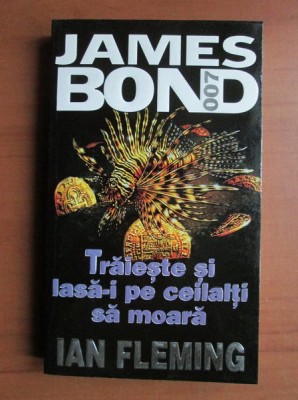 JAMES
BOND
007
Trăiește și
lasă-i pe ceilalți
să moară
IAN FLEMING